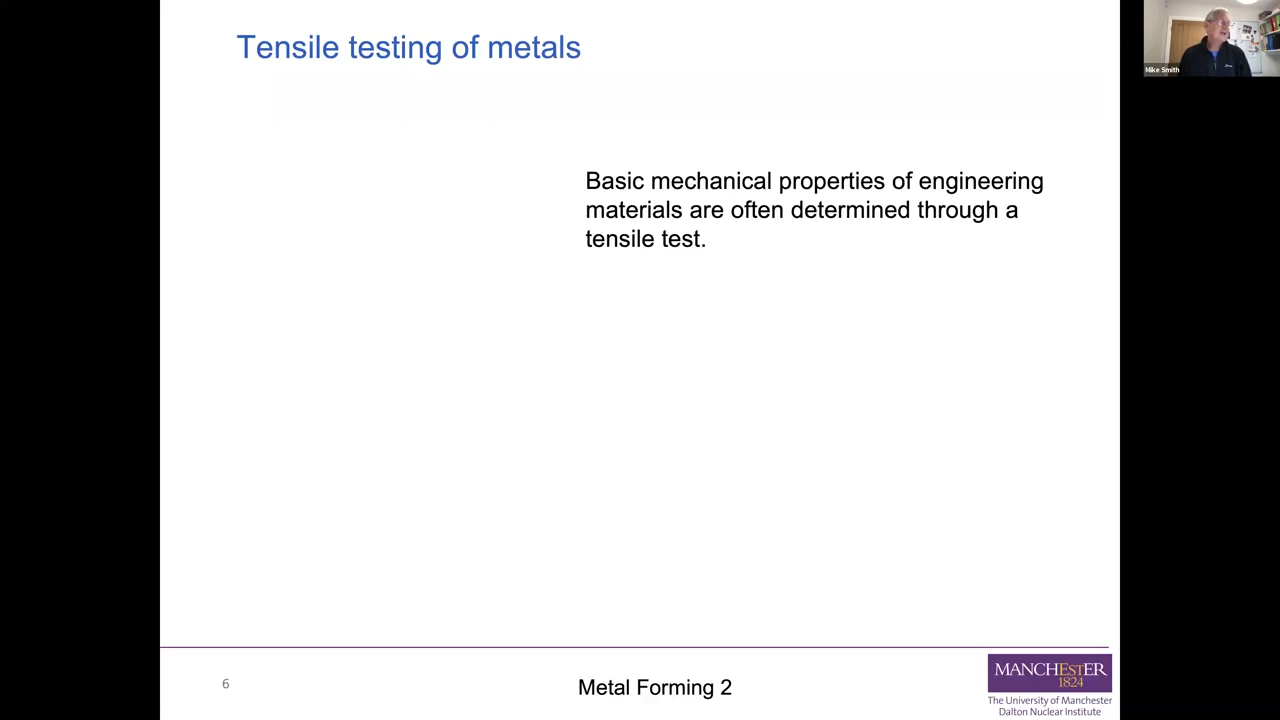 Tensile testing of metals
Mike Smith
Basic mechanical properties of engineering
materials are often determined through a
tensile test.
6
Metal Forming 2
MANCHESTER
1824
The University of Manchester
Dalton Nuclear Institute